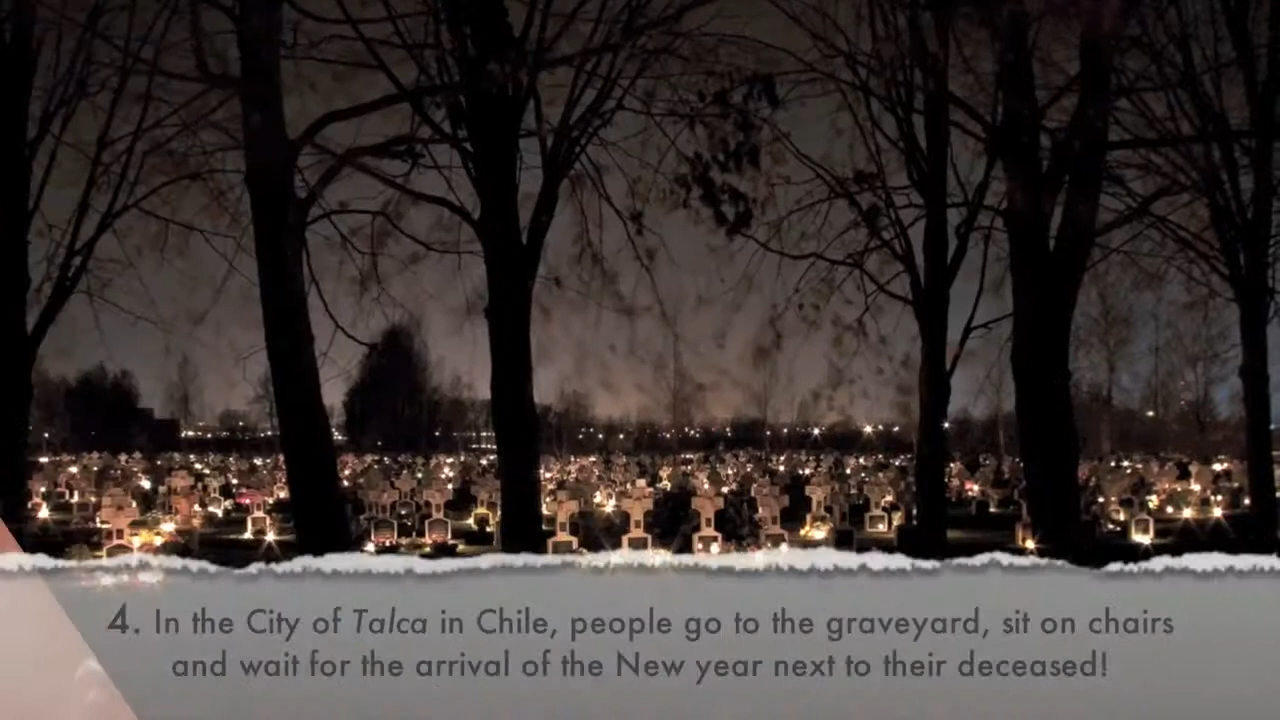 4. In the City of Talca in Chile, people go to the graveyard, sit on chairs
and wait for the arrival of the New year next to their deceased!